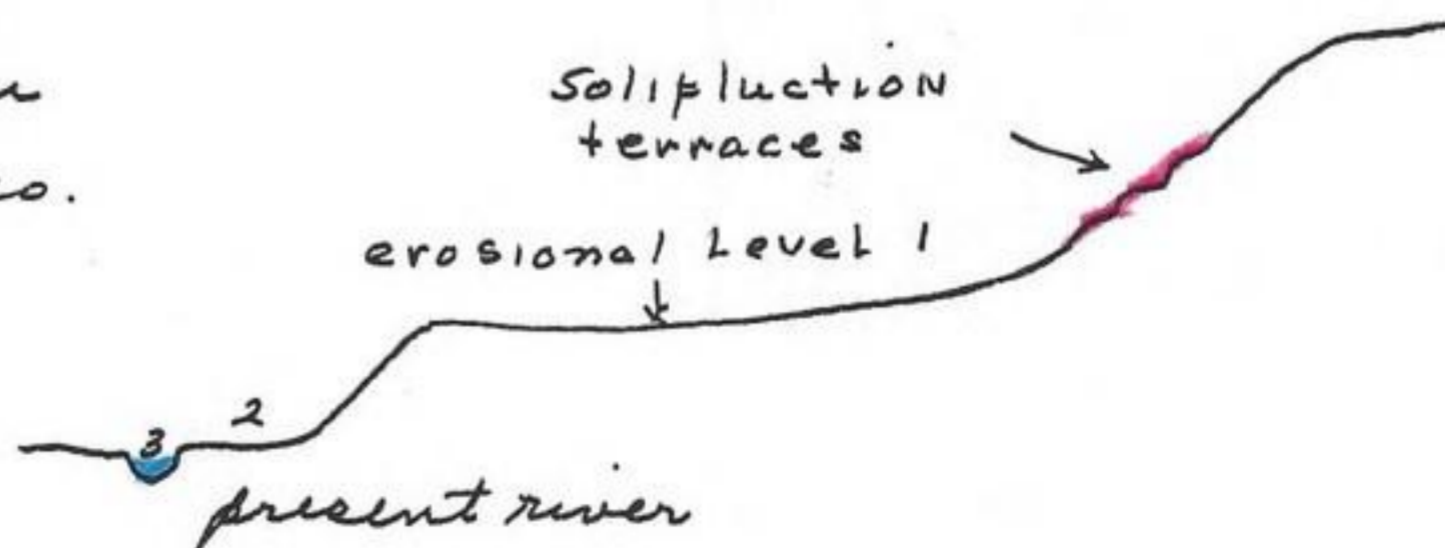 Solifluction
terraces
erosional Level 1
2
3
present river